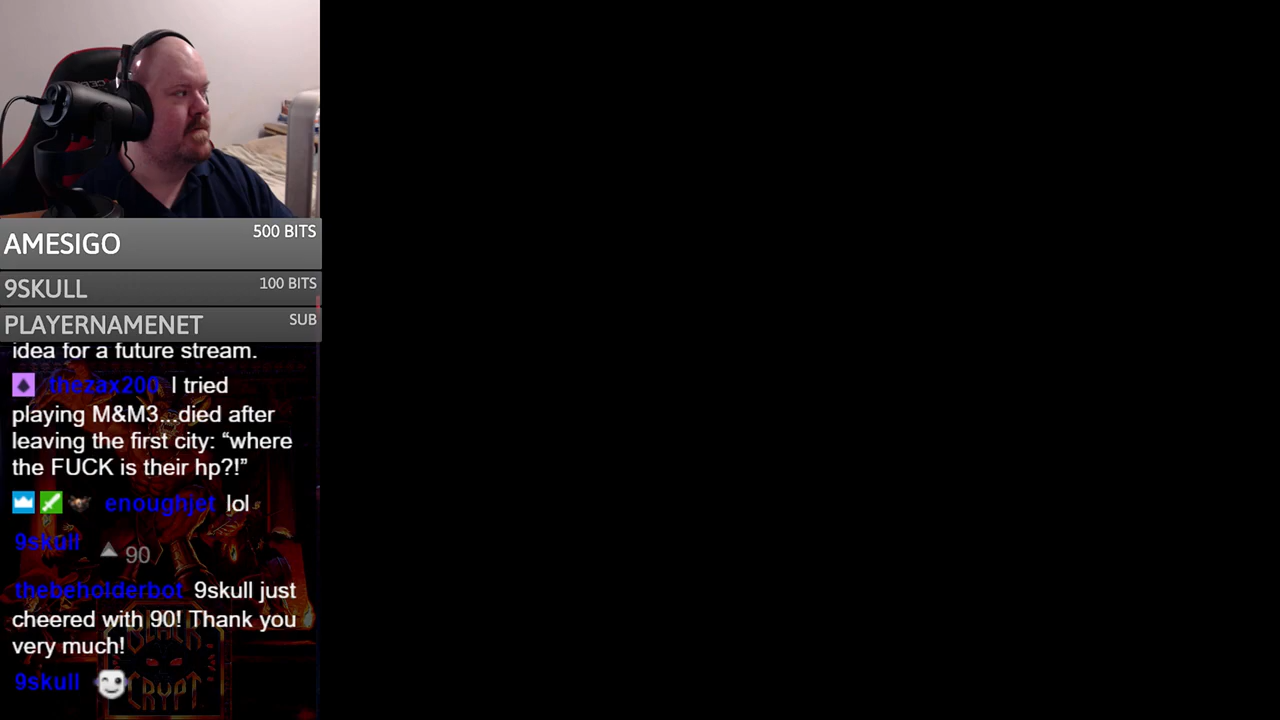 AMESIGO 500 BITS
9SKULL 100 BITS
PLAYERNAMENET SUB
idea for a future stream.
thezax200 I tried
playing M&M3...died after
leaving the first city: “where
the FUCK is their hp?!”
enoughjet lol
9skull 90
thebeholderbot 9skull just
cheered with 90! Thank you
very much!
9skull
BLACK
CRYPT